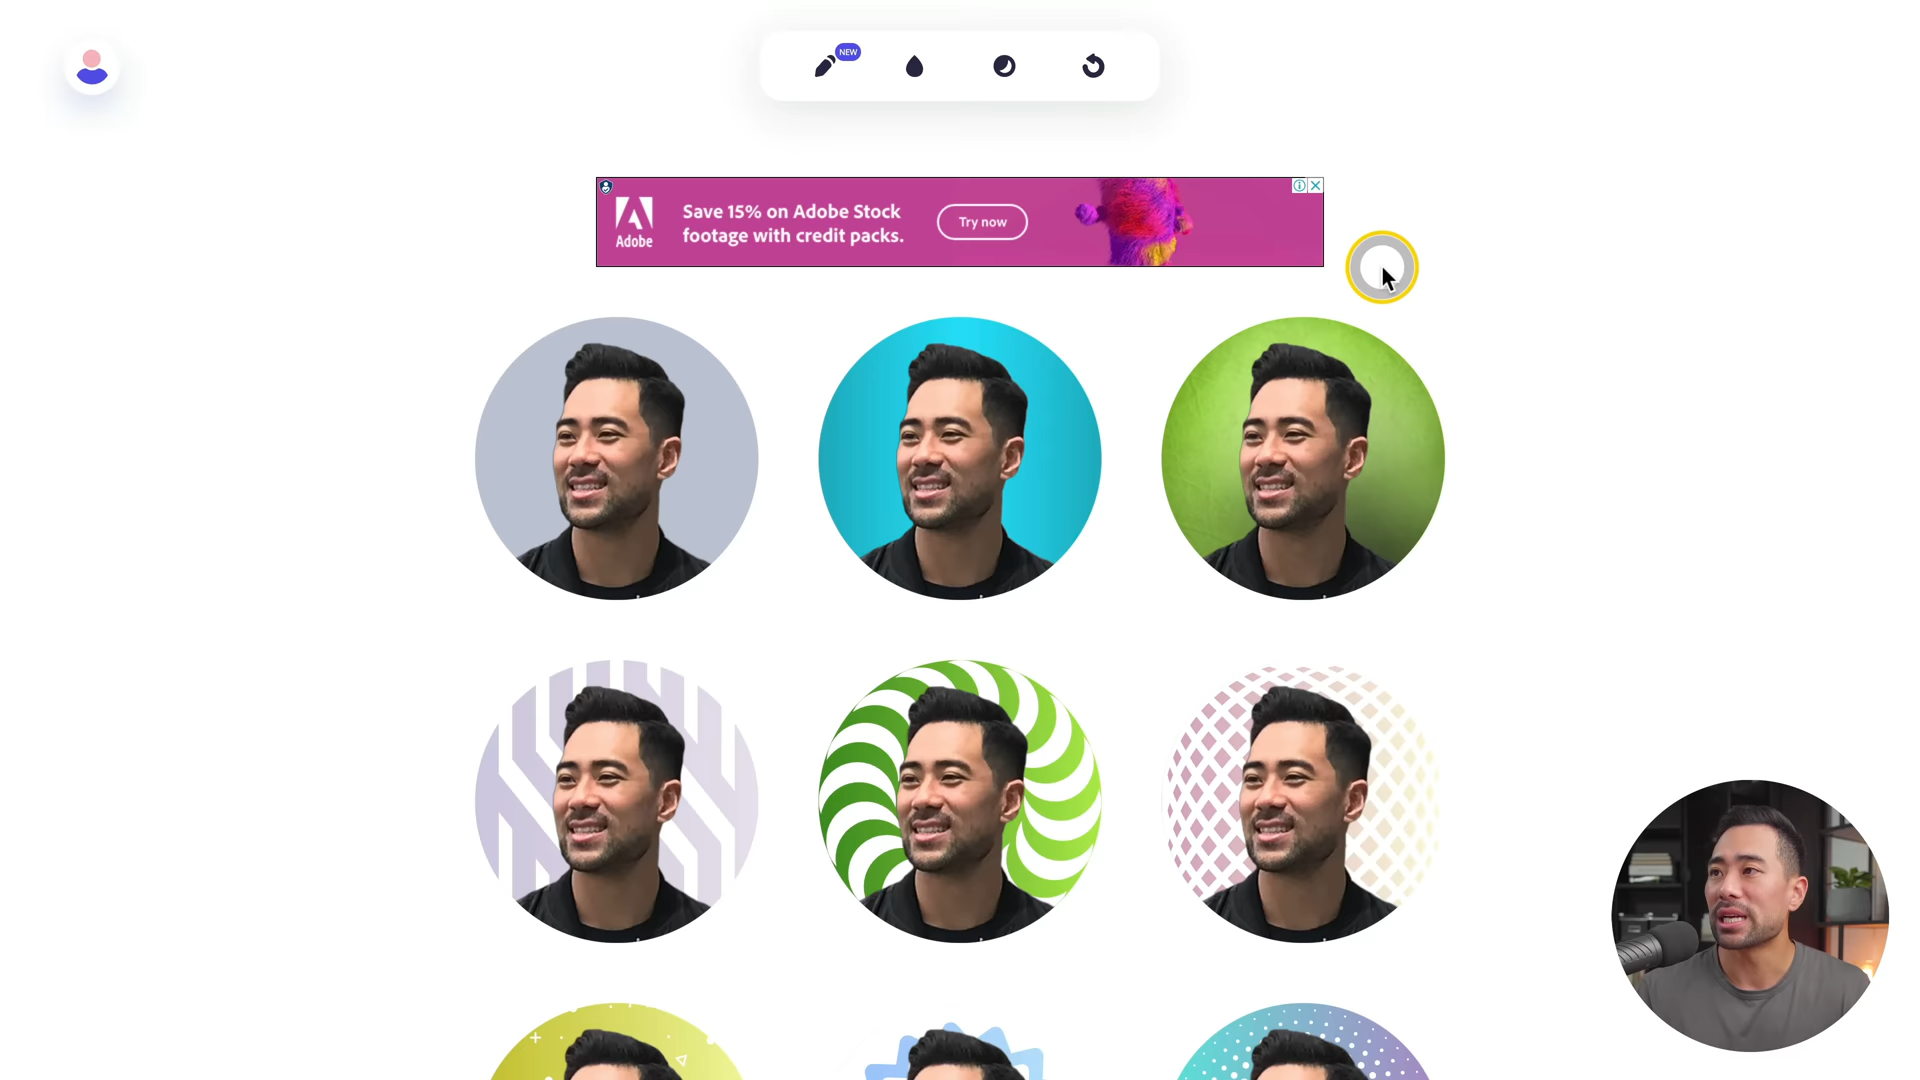 NEW
Save 15% on Adobe Stock
footage with credit packs.
Try now
Adobe